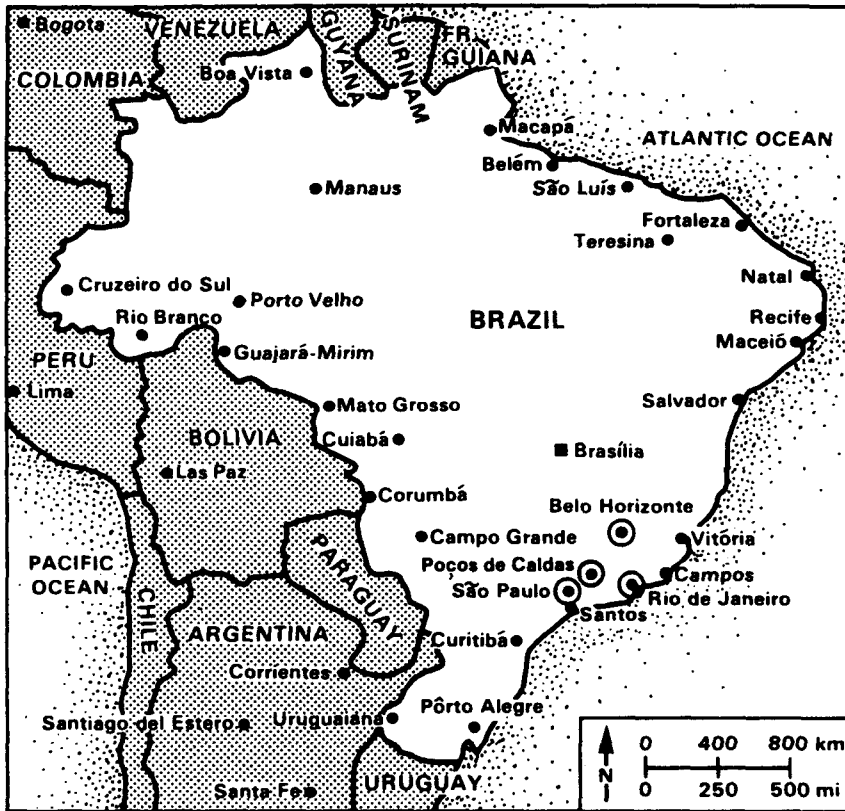 Bogota
VENEZUELA
GUYANA
SURINAM
FR.
GUIANA
COLOMBIA
Boa Vista
Macapá
ATLANTIC OCEAN
Belém
São Luís
Manaus
Fortaleza
Teresina
Natal
Cruzeiro do Sul
Porto Velho
Rio Branco
BRAZIL
Recife
Maceió
PERU
Guajará-Mirim
Lima
Mato Grosso
Salvador
BOLIVIA
Cuiabá
Brasília
Las Paz
Corumbá
Belo Horizonte
Campo Grande
Vitória
PACIFIC
OCEAN
PARAGUAY
Poços de Caldas
Campos
São Paulo
Rio de Janeiro
Santos
CHILE
ARGENTINA
Curitibá
Corrientes
Santiago del Estero
Uruguaiana
Pôrto Alegre
Santa Fe
URUGUAY
N
0 400 800 km
0 250 500 mi